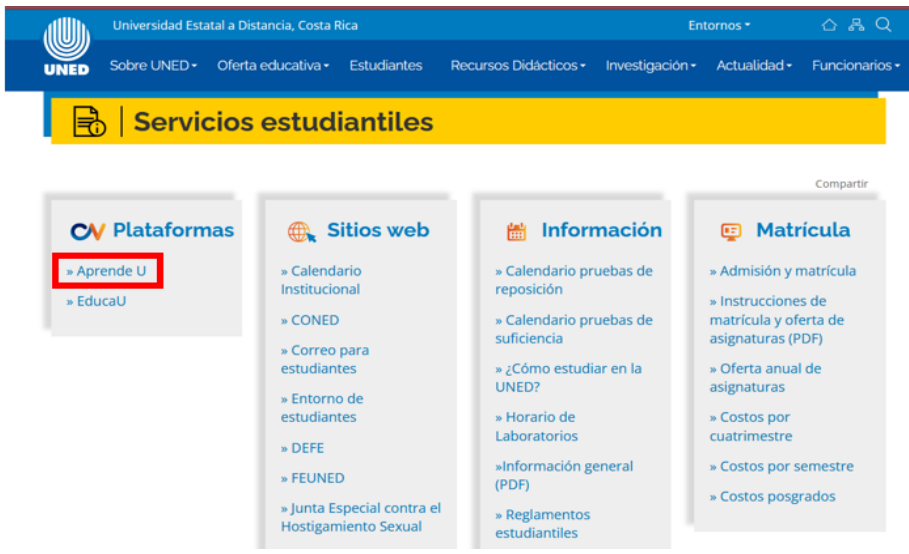 Universidad Estatal a Distancia, Costa Rica
Entornos
UNED
Sobre UNED
Oferta educativa
Estudiantes
Recursos Didácticos
Investigación
Actualidad
Funcionarios
Servicios estudiantiles
Compartir
Plataformas
» Aprende U
» EducaU
Sitios web
» Calendario
Institucional
» CONED
» Correo para
estudiantes
» Entorno de
estudiantes
» DEFE
» FEUNED
» Junta Especial contra el
Hostigamiento Sexual
Información
» Calendario pruebas de
reposición
» Calendario pruebas de
suficiencia
» ¿Cómo estudiar en la
UNED?
» Horario de
Laboratorios
»Información general
(PDF)
» Reglamentos
estudiantiles
Matrícula
» Admisión y matrícula
» Instrucciones de
matrícula y oferta de
asignaturas (PDF)
» Oferta anual de
asignaturas
» Costos por
cuatrimestre
» Costos por semestre
» Costos posgrados